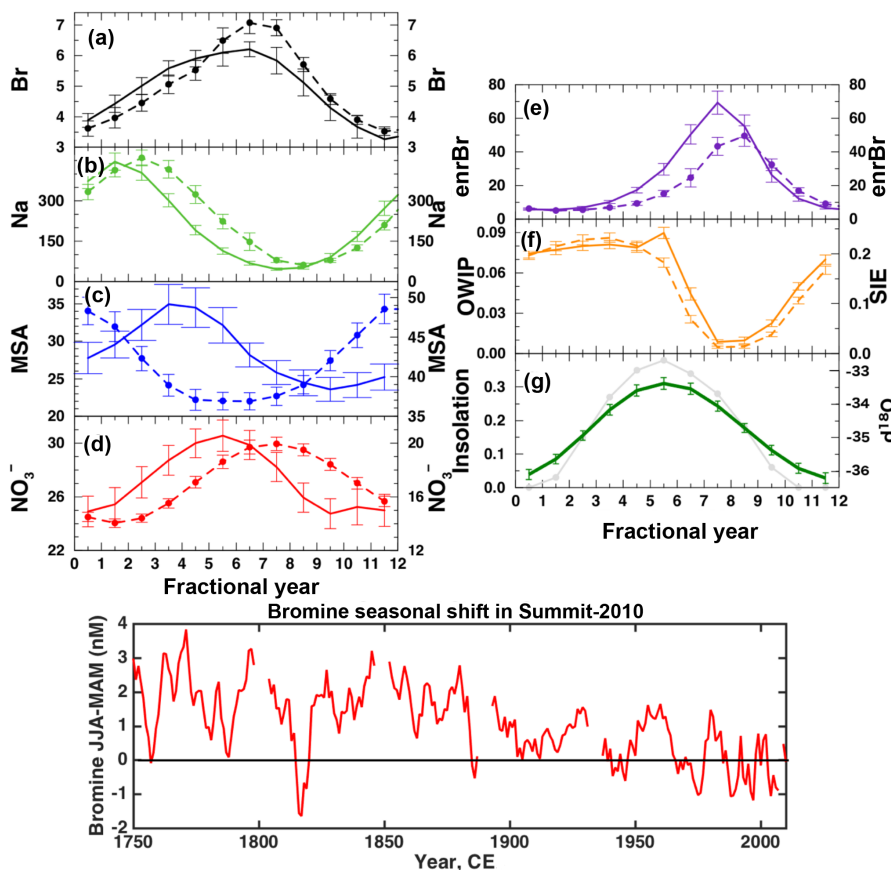 (a)
Br
Br
7
6
5
4
3
7
6
5
4
3
(b)
Na
Na
300
150
0
300
150
0
(c)
MSA
MSA
35
30
25
20
50
45
40
35
(d)
NO3−
NO3−
30
26
22
20
16
12
0 1 2 3 4 5 6 7 8 9 10 11 12
Fractional year
(e)
enrBr
enrBr
80
60
40
20
0
80
60
40
20
0
(f)
OWIP
SIE
0.09
0.06
0.03
0.00
0.2
0.1
0.0
(g)
Insolation
d18O
0.3
0.2
0.1
0.0
-33
-34
-35
-36
0 1 2 3 4 5 6 7 8 9 10 11 12
Fractional year
Bromine seasonal shift in Summit-2010
Bromine JJA-MAM (nM)
4
3
2
1
0
-1
-2
1750 1800 1850 1900 1950 2000
Year, CE